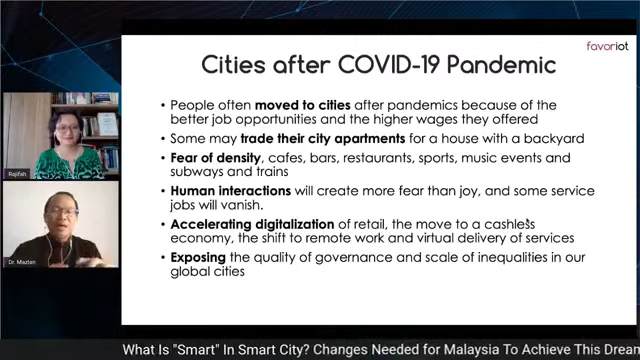 favoriot
Cities after COVID-19 Pandemic
• People often moved to cities after pandemics because of the
better job opportunities and the higher wages they offered
• Some may trade their city apartments for a house with a backyard
• Fear of density, cafes, bars, restaurants, sports, music events and
subways and trains
• Human interactions will create more fear than joy, and some service
jobs will vanish.
• Accelerating digitalization of retail, the move to a cashless
economy, the shift to remote work and virtual delivery of services
• Exposing the quality of governance and scale of inequalities in our
global cities
Rajifah
Dr. Mazlan
What Is "Smart" In Smart City? Changes Needed for Malaysia To Achieve This Drean